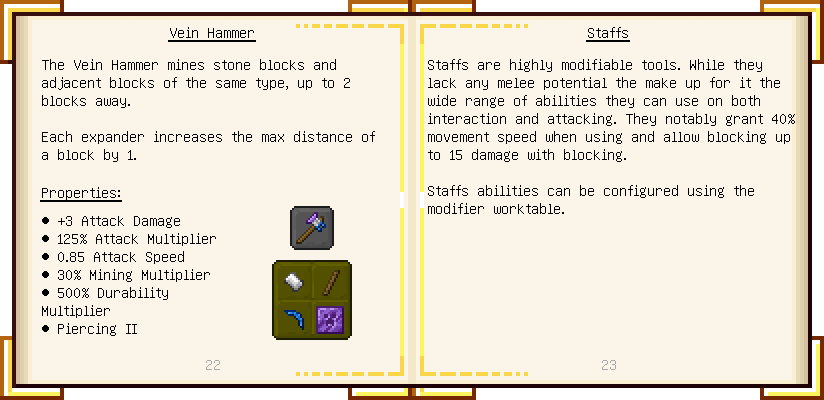 Vein Hammer
The Vein Hammer mines stone blocks and
adjacent blocks of the same type, up to 2
blocks away.
Each expander increases the max distance of
a block by 1.
Properties:
● +3 Attack Damage
● 125% Attack Multiplier
● 0.85 Attack Speed
● 30% Mining Multiplier
● 500% Durability
Multiplier
● Piercing II
22
Staffs
Staffs are highly modifiable tools. While they
lack any melee potential the make up for it the
wide range of abilities they can use on both
interaction and attacking. They notably grant 40%
movement speed when using and allow blocking up
to 15 damage with blocking.
Staffs abilities can be configured using the
modifier worktable.
23